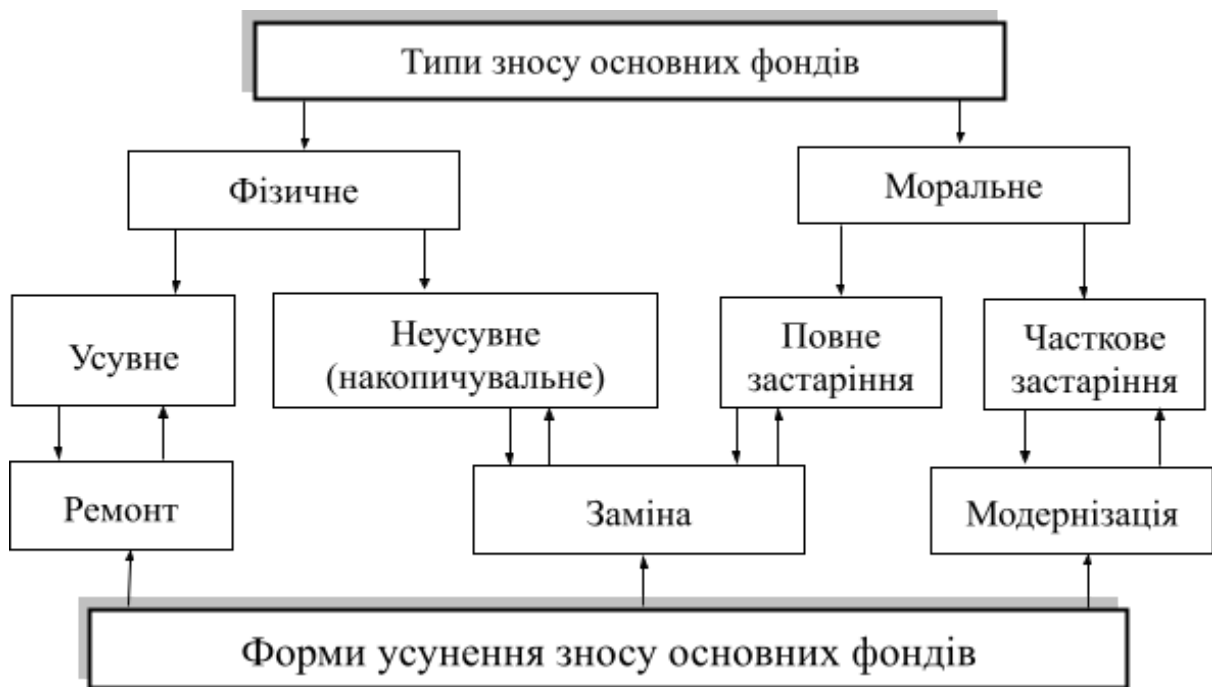 Типи зносу основних фондів
Фізичне
Моральне
Усувне
Неусувне
(накопичувальне)
Повне
застаріння
Часткове
застаріння
Ремонт
Заміна
Модернізація
Форми усунення зносу основних фондів